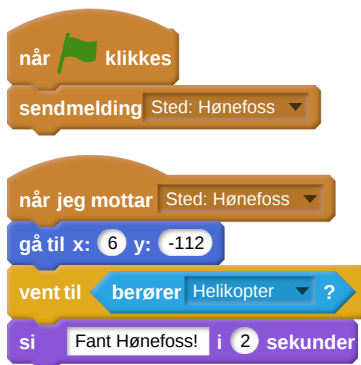 når klikkes
sendmelding Sted: Hønefoss
når jeg mottar Sted: Hønefoss
gå til x: 6 y: -112
vent til berører Helikopter ?
si Fant Hønefoss! i 2 sekunder